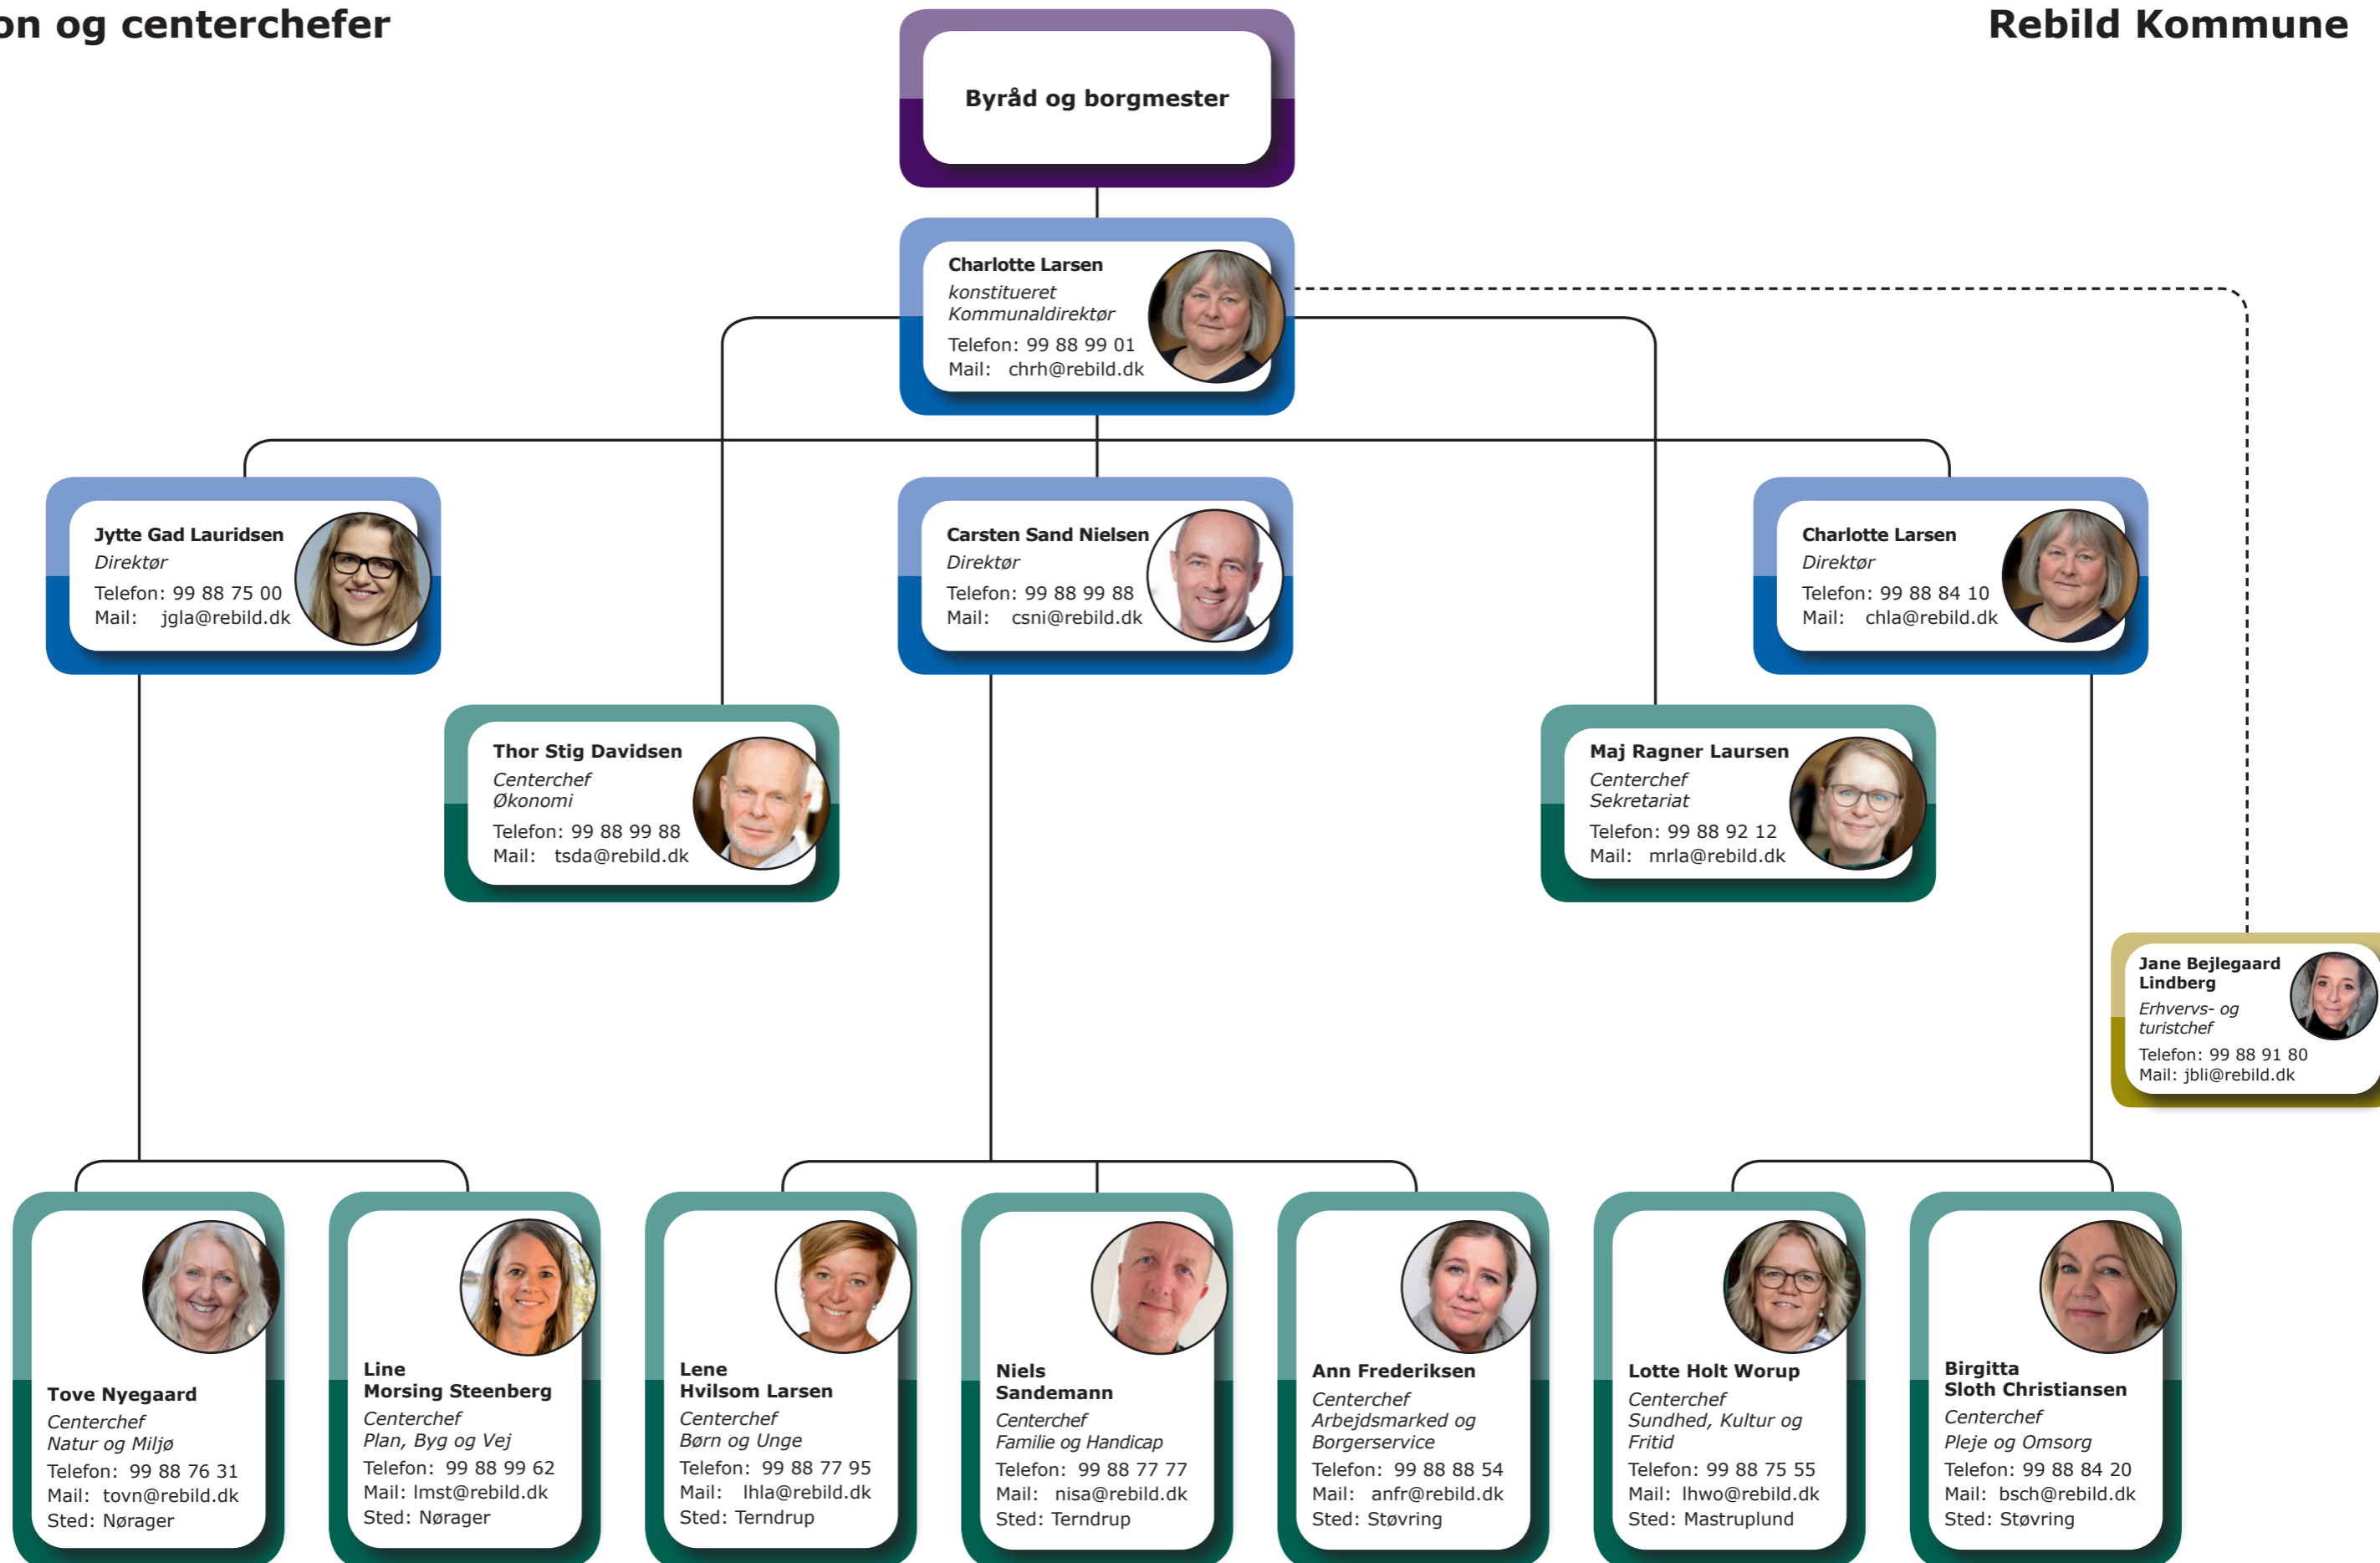 on og centerchefer
Rebild Kommune
Byråd og borgmester
Charlotte Larsen
konstitueret
Kommunaldirektør
Telefon: 99 88 99 01
Mail: chrh@rebild.dk
Jytte Gad Lauridsen
Direktør
Telefon: 99 88 75 00
Mail: jgla@rebild.dk
Carsten Sand Nielsen
Direktør
Telefon: 99 88 99 88
Mail: csni@rebild.dk
Charlotte Larsen
Direktør
Telefon: 99 88 84 10
Mail: chla@rebild.dk
Thor Stig Davidsen
Centerchef
Økonomi
Telefon: 99 88 99 88
Mail: tsda@rebild.dk
Maj Ragner Laursen
Centerchef
Sekretariat
Telefon: 99 88 92 12
Mail: mrla@rebild.dk
Jane Bejlegaard
Lindberg
Erhvervs- og
turistchef
Telefon: 99 88 91 80
Mail: jbli@rebild.dk
Tove Nyegaard
Centerchef
Natur og Miljø
Telefon: 99 88 76 31
Mail: tovn@rebild.dk
Sted: Nørager
Line
Morsing Steenberg
Centerchef
Plan, Byg og Vej
Telefon: 99 88 99 62
Mail: lmst@rebild.dk
Sted: Nørager
Lene
Hvilsom Larsen
Centerchef
Børn og Unge
Telefon: 99 88 77 95
Mail: lhla@rebild.dk
Sted: Terndrup
Niels
Sandemann
Centerchef
Familie og Handicap
Telefon: 99 88 77 77
Mail: nisa@rebild.dk
Sted: Terndrup
Ann Frederiksen
Centerchef
Arbejdsmarked og
Borgerservice
Telefon: 99 88 88 54
Mail: anfr@rebild.dk
Sted: Støvring
Lotte Holt Worup
Centerchef
Sundhed, Kultur og
Fritid
Telefon: 99 88 75 55
Mail: lhwo@rebild.dk
Sted: Mastruplund
Birgitta
Sloth Christiansen
Centerchef
Pleje og Omsorg
Telefon: 99 88 84 20
Mail: bsch@rebild.dk
Sted: Støvring